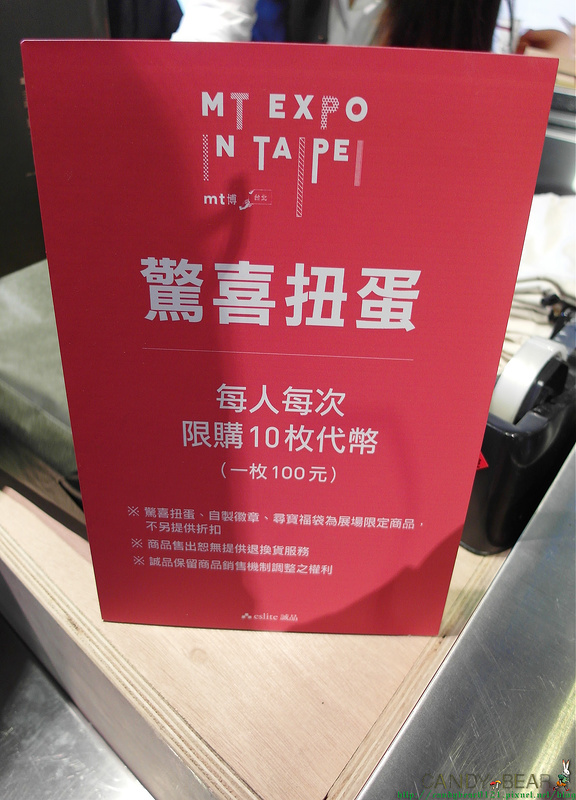 MT EXPO
IN TAIPEI
mt博
台北
驚喜扭蛋
每人每次
限購10枚代幣
(一枚100元)
※ 驚喜扭蛋、自製徽章、尋寶福袋為展場限定商品,
不另提供折扣
※ 商品售出恕無提供退換貨服務
※ 誠品保留商品銷售機制調整之權利
eslite 誠品
CANDY BEAR